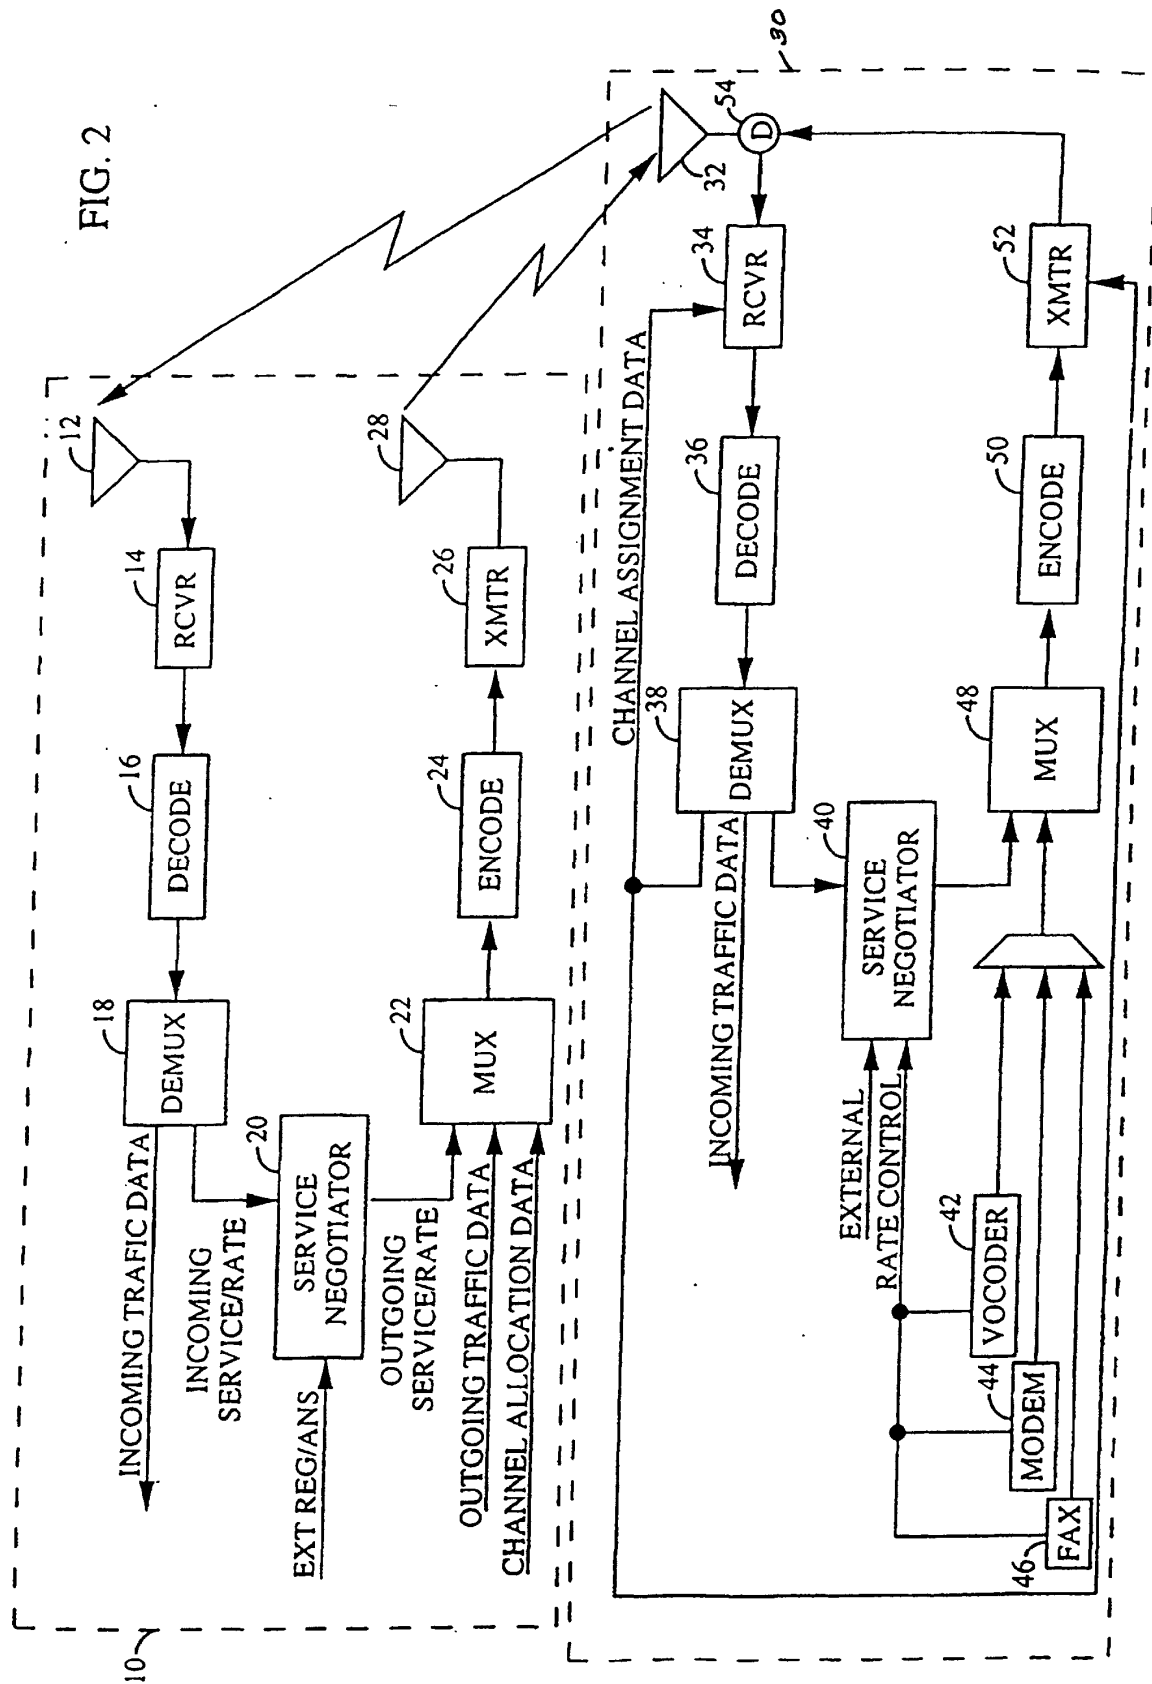 FIG. 2
10
12
14
RCVR
16
DECODE
18
DEMUX
INCOMING TRAFFIC DATA
INCOMING
SERVICE/RATE
20
SERVICE
NEGOTIATOR
EXT REG/ANS
OUTGOING
SERVICE/RATE
OUTGOING TRAFFIC DATA
CHANNEL ALLOCATION DATA
22
MUX
24
ENCODE
26
XMTR
28
30
32
54
D
34
RCVR
CHANNEL ASSIGNMENT DATA
36
DECODE
38
DEMUX
INCOMING TRAFFIC DATA
40
SERVICE
NEGOTIATOR
EXTERNAL
RATE CONTROL
42
VOCODER
44
MODEM
46
FAX
48
MUX
50
ENCODE
52
XMTR